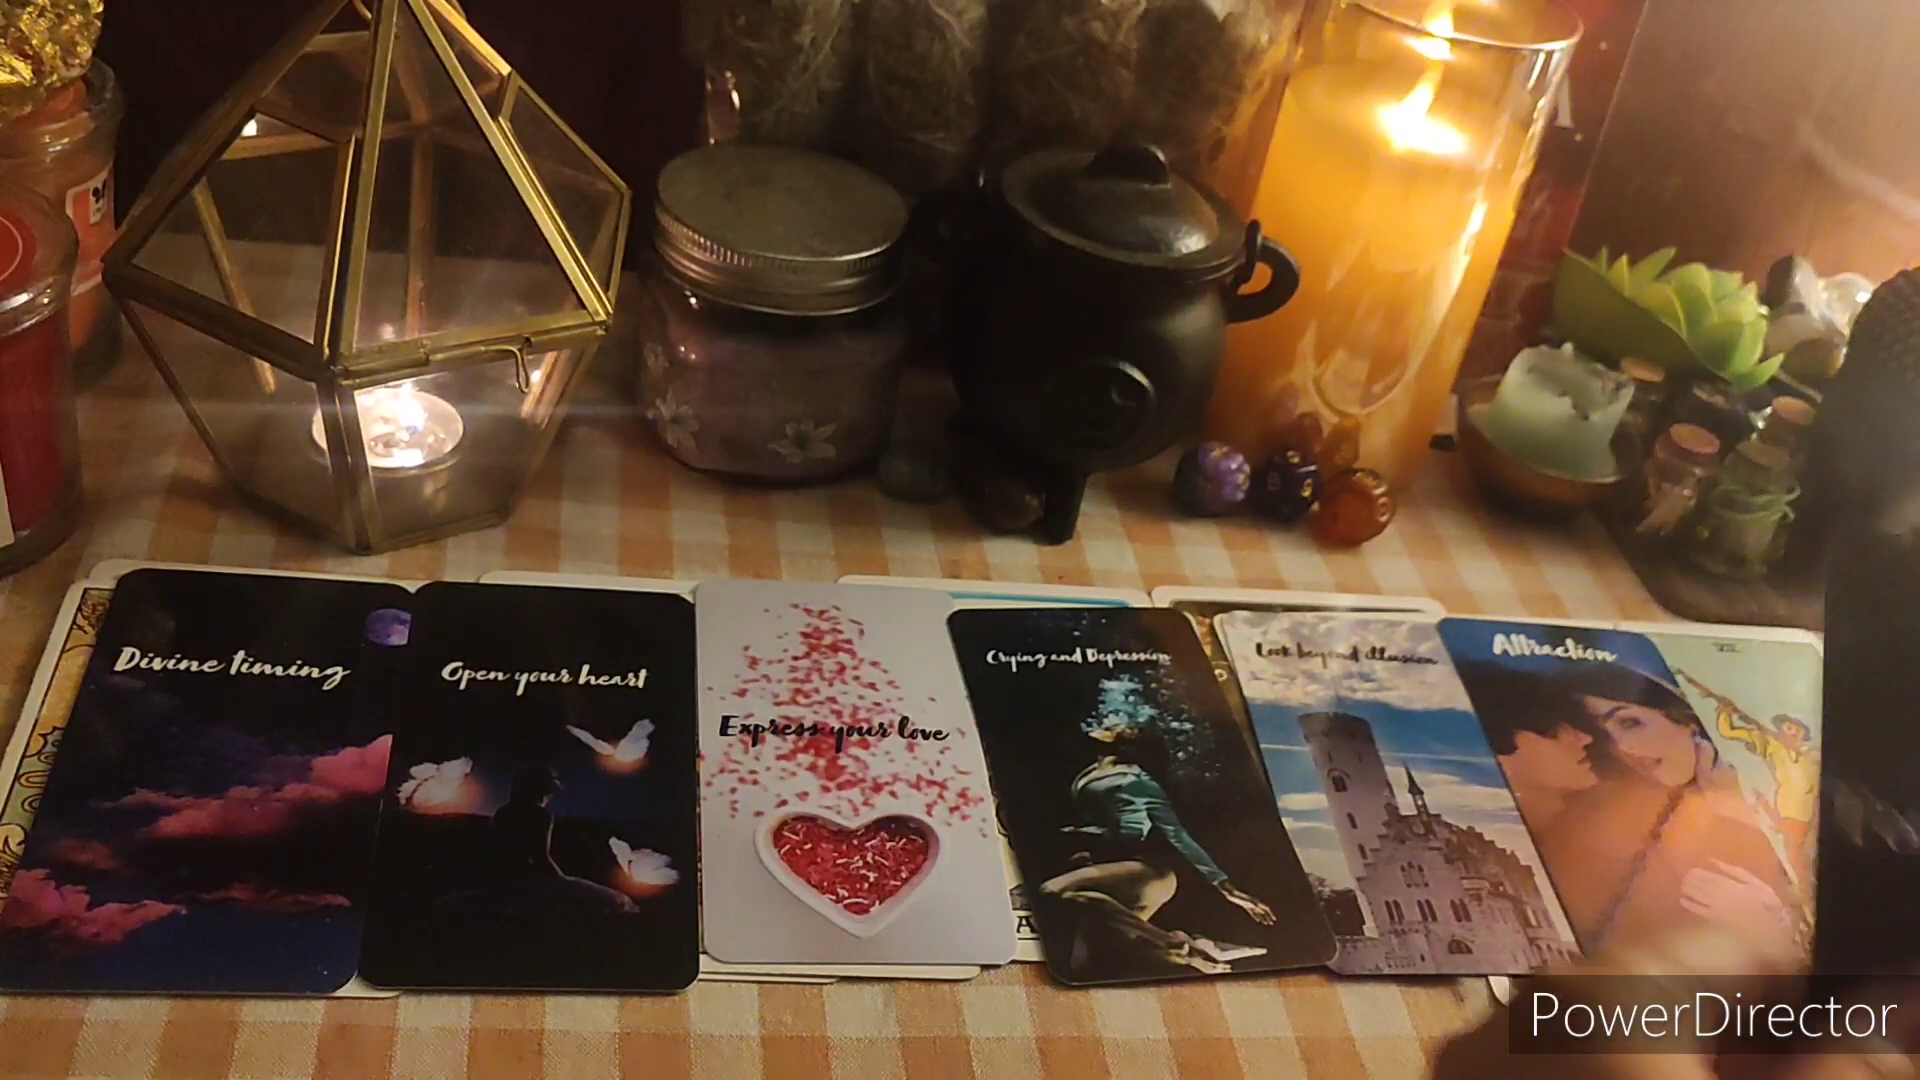 Divine timing
Open your heart
Express your love
Crying and Depression
Look beyond illusion
Attraction
PowerDirector